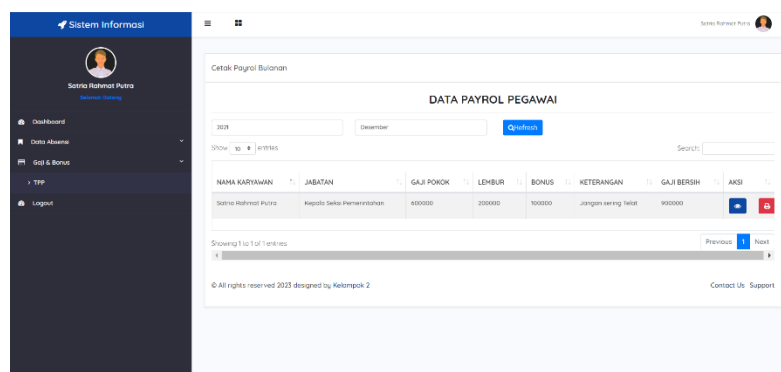 Sistem Informasi
Satria Rahmat Putra
Satria Rahmat Putra
Selamat Datang
Dashboard
Data Absensi
Gaji & Bonus
> TPP
Logout
Cetak Payrol Bulanan
DATA PAYROL PEGAWAI
2021 Desember Refresh
Show 10 entries Search:
NAMA KARYAWAN JABATAN GAJI POKOK LEMBUR BONUS KETERANGAN GAJI BERSIH AKSI
Satria Rahmat Putra Kepala Seksi Pemerintahan 600000 200000 100000 Jangan sering Telat 900000
Showing 1 to 1 of 1 entries Previous 1 Next
© All rights reserved 2023 designed by Kelompok 2 Contact Us Support